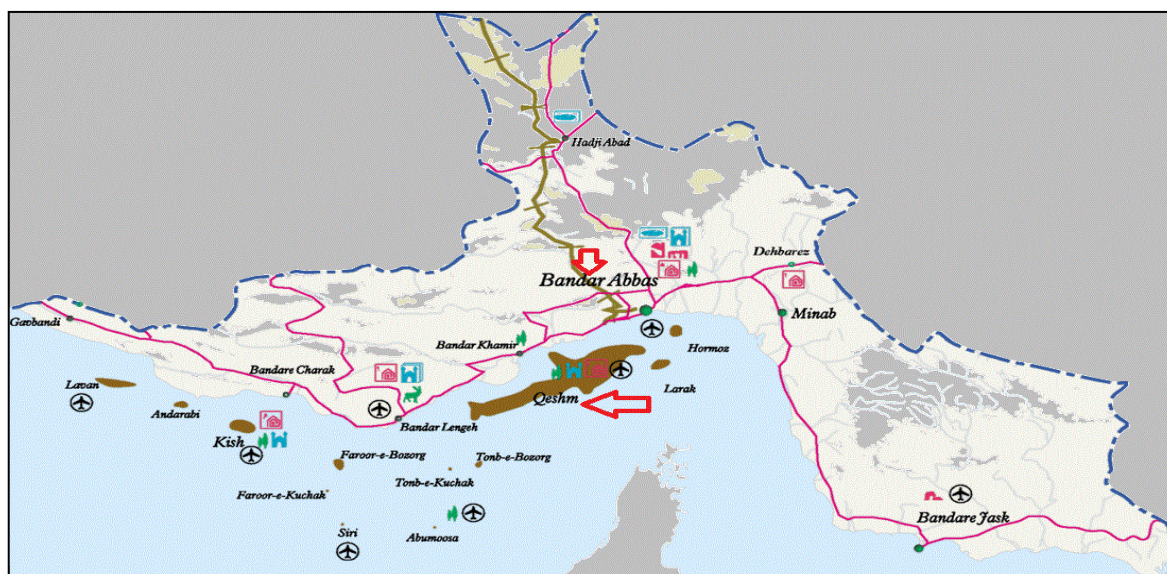 Hadji Abad
Dehbarez
Bandar Abbas
Minab
Gavbandi
Hormoz
Bandar Khamir
Bandare Charak
Larak
Lavan
Qeshm
Andarabi
Bandar Lengeh
Kish
Faroor-e-Bozorg
Tonb-e-Bozorg
Tonb-e-Kuchak
Faroor-e-Kuchak
Bandare Jask
Siri
Abumoosa